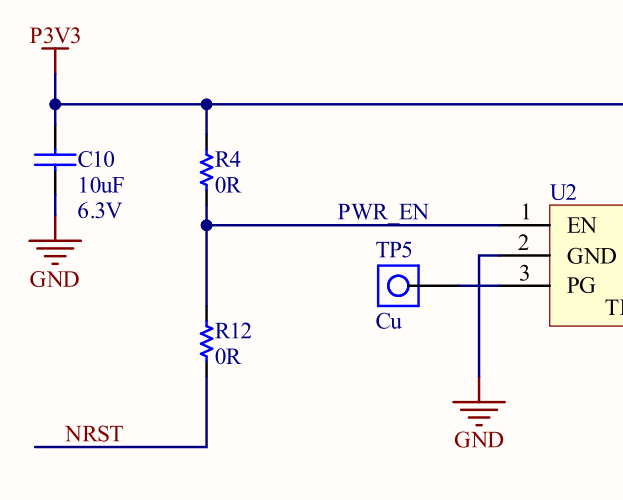 P3V3
C10
10uF
6.3V
GND
R4
0R
PWR_EN
U2
1
EN
2
GND
3
PG
TP5
Cu
R12
0R
NRST
GND